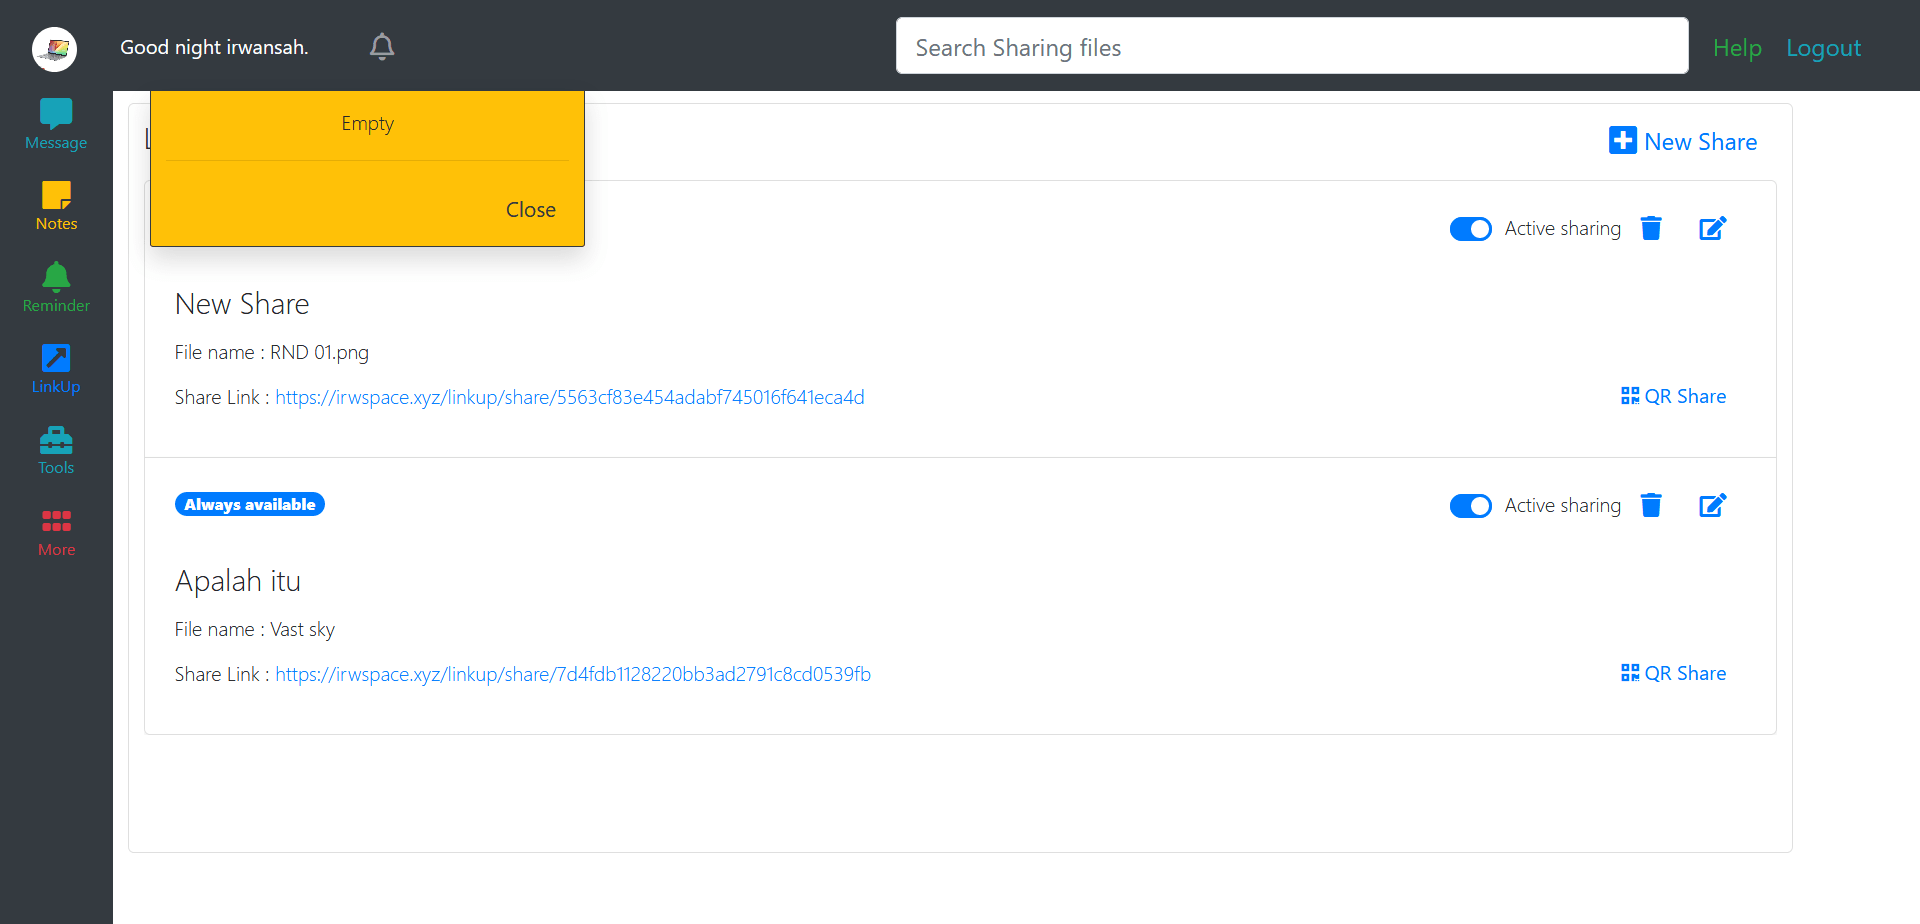 Good night irwansah.
Search Sharing files
Help
Logout
Message
Notes
Reminder
LinkUp
Tools
More
Empty
Close
New Share
Active sharing
New Share
File name : RND 01.png
Share Link : https://irwspace.xyz/linkup/share/5563cf83e454adabf745016f641eca4d
QR Share
Always available
Active sharing
Apalah itu
File name : Vast sky
Share Link : https://irwspace.xyz/linkup/share/7d4fdb1128220bb3ad2791c8cd0539fb
QR Share